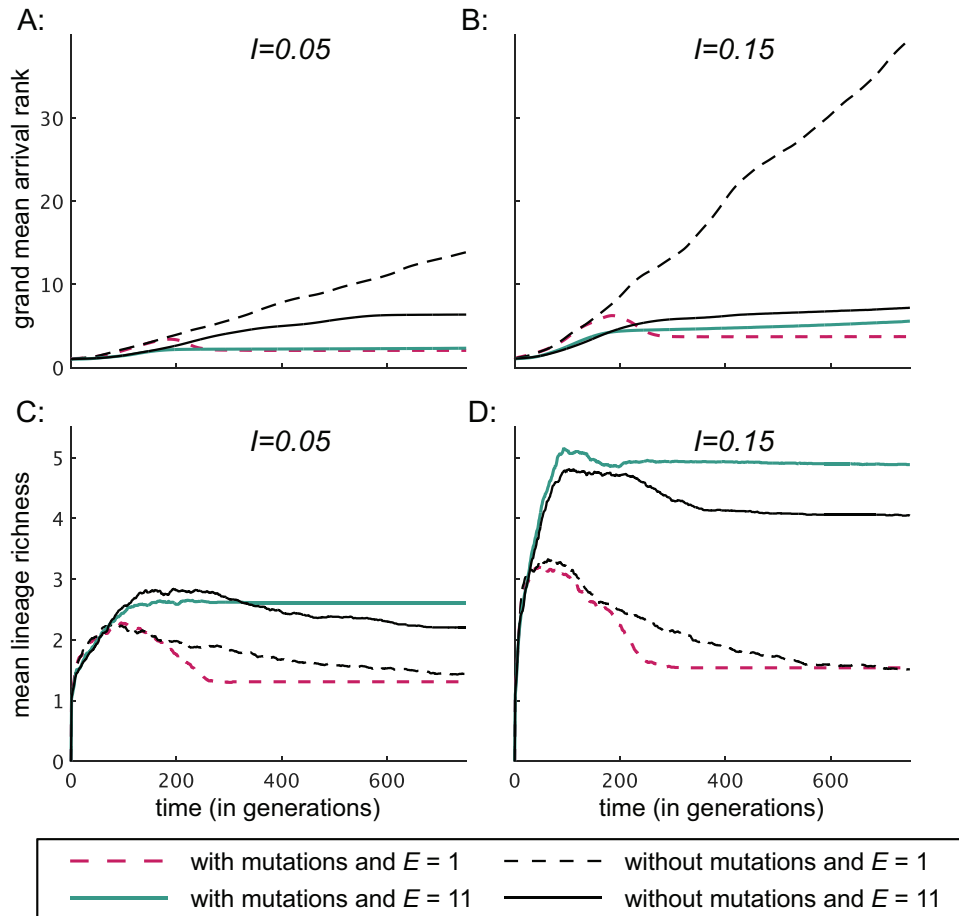 A:
B:
I=0.05
I=0.15
grand mean arrival rank
30
20
10
0
C:
D:
I=0.05
I=0.15
mean lineage richness
5
4
3
2
1
0
0 200 400 600
0 200 400 600
time (in generations)
time (in generations)
with mutations and E = 1
without mutations and E = 1
with mutations and E = 11
without mutations and E = 11